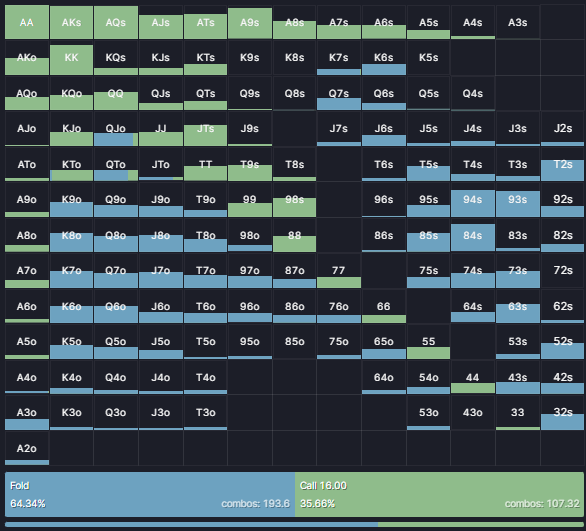 AA AKs AQs AJs ATs A9s A8s A7s A6s A5s A4s A3s
AKo KK KQs KJs KTs K9s K8s K7s K6s K5s
AQo KQo QQ QJs QTs Q9s Q8s Q7s Q6s Q5s Q4s
AJo KJo QJo JJ JTs J9s J7s J6s J5s J4s J3s J2s
ATo KTo QTo JTo TT T9s T8s T6s T5s T4s T3s T2s
A9o K9o Q9o J9o T9o 99 98s 96s 95s 94s 93s 92s
A8o K8o Q8o J8o T8o 98o 88 86s 85s 84s 83s 82s
A7o K7o Q7o J7o T7o 97o 87o 77 75s 74s 73s 72s
A6o K6o Q6o J6o T6o 96o 86o 76o 66 64s 63s 62s
A5o K5o Q5o J5o T5o 95o 85o 75o 65o 55 53s 52s
A4o K4o Q4o J4o T4o 64o 54o 44 43s 42s
A3o K3o Q3o J3o T3o 53o 43o 33 32s
A2o
Fold Call 16.00
64.34% combos: 193.6 35.66% combos: 107.32